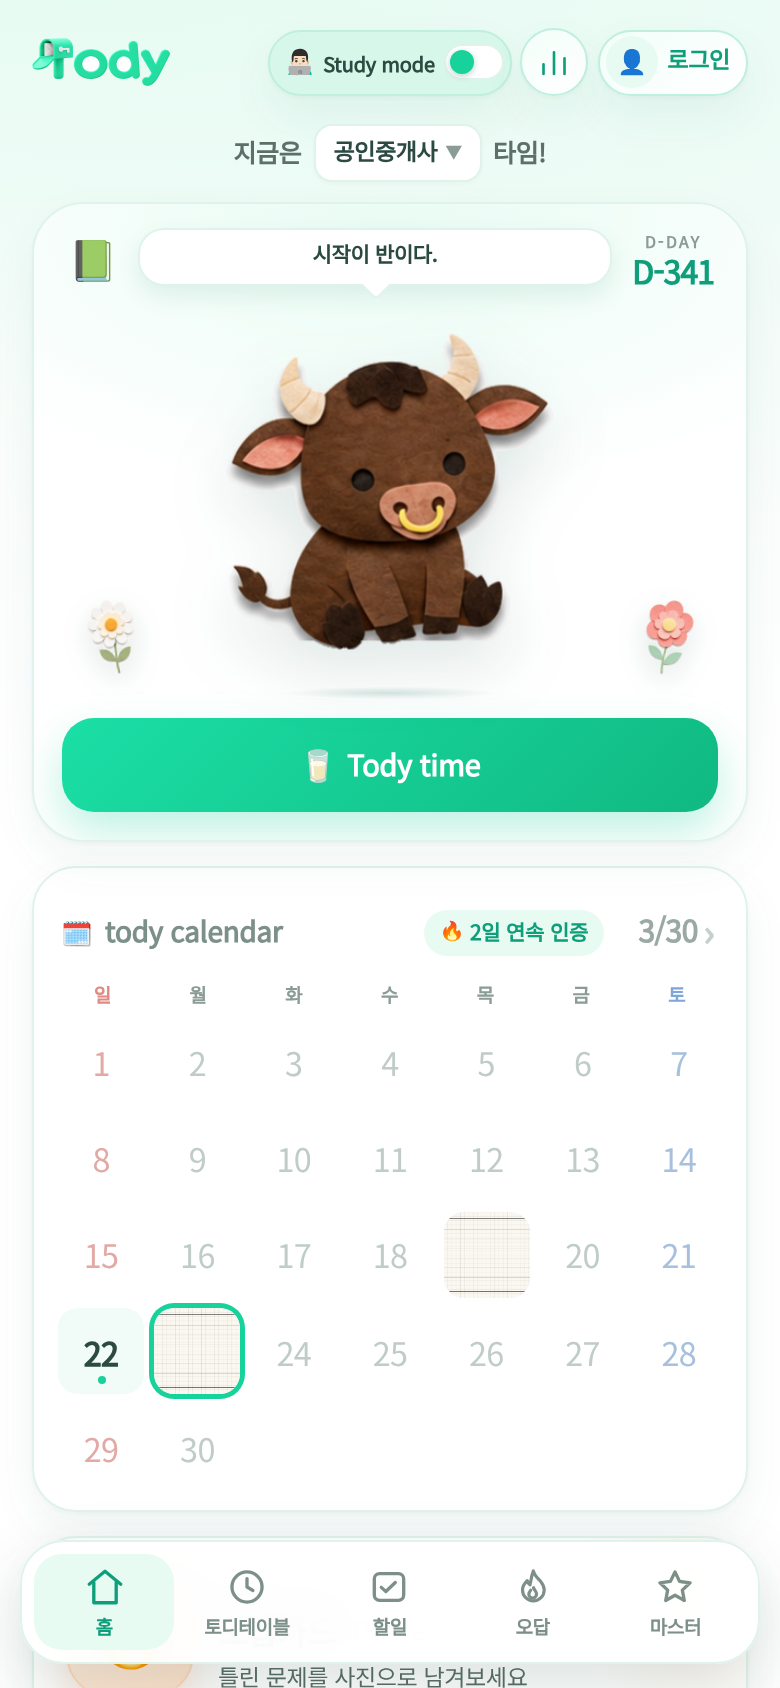 Tody
Study mode
로그인
지금은 공인중개사 ▼ 타임!
시작이 반이다.
D-DAY
D-341
Tody time
tody calendar
2일 연속 인증
3/30 ›
일 월 화 수 목 금 토
1 2 3 4 5 6 7
8 9 10 11 12 13 14
15 16 17 18 20 21
22 24 25 26 27 28
29 30
홈 토디테이블 할일 오답 마스터
틀린 문제를 사진으로 남겨보세요